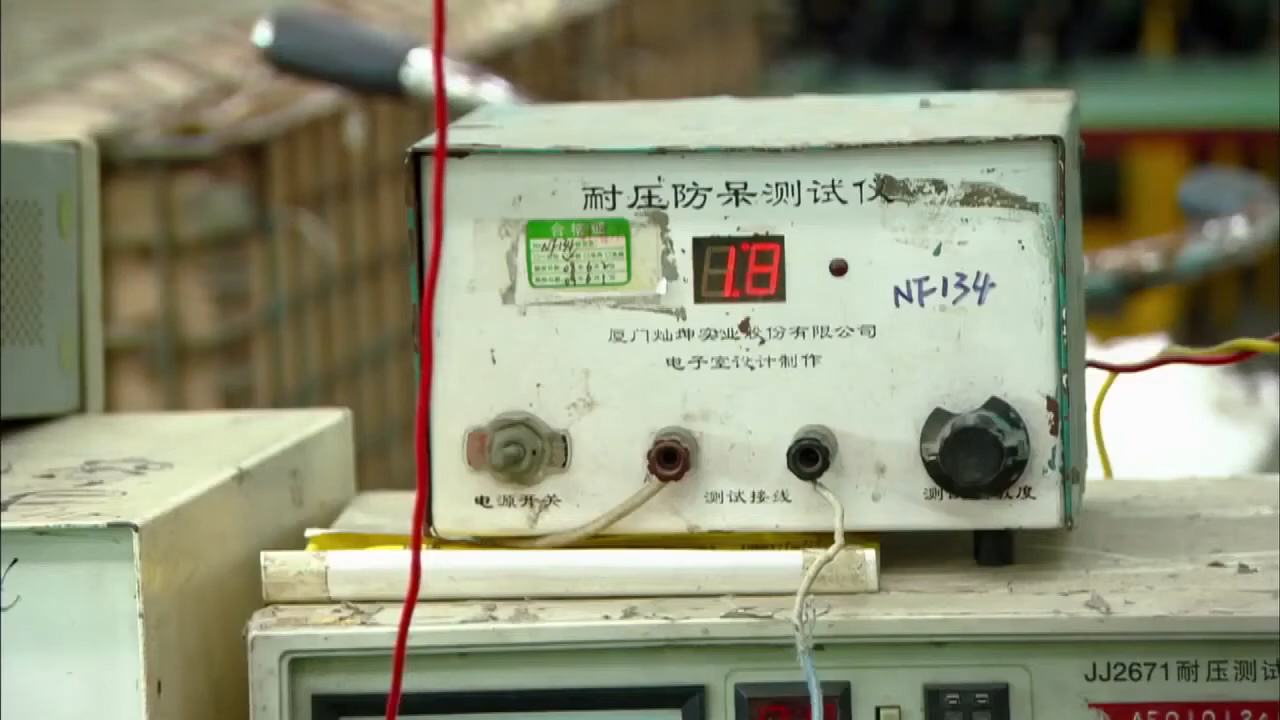 耐压防呆测试仪
合格证
1.8
NF134
厦门灿坤实业股份有限公司
电子室设计制作
电源开关
测试接线
JJ2671耐压测试